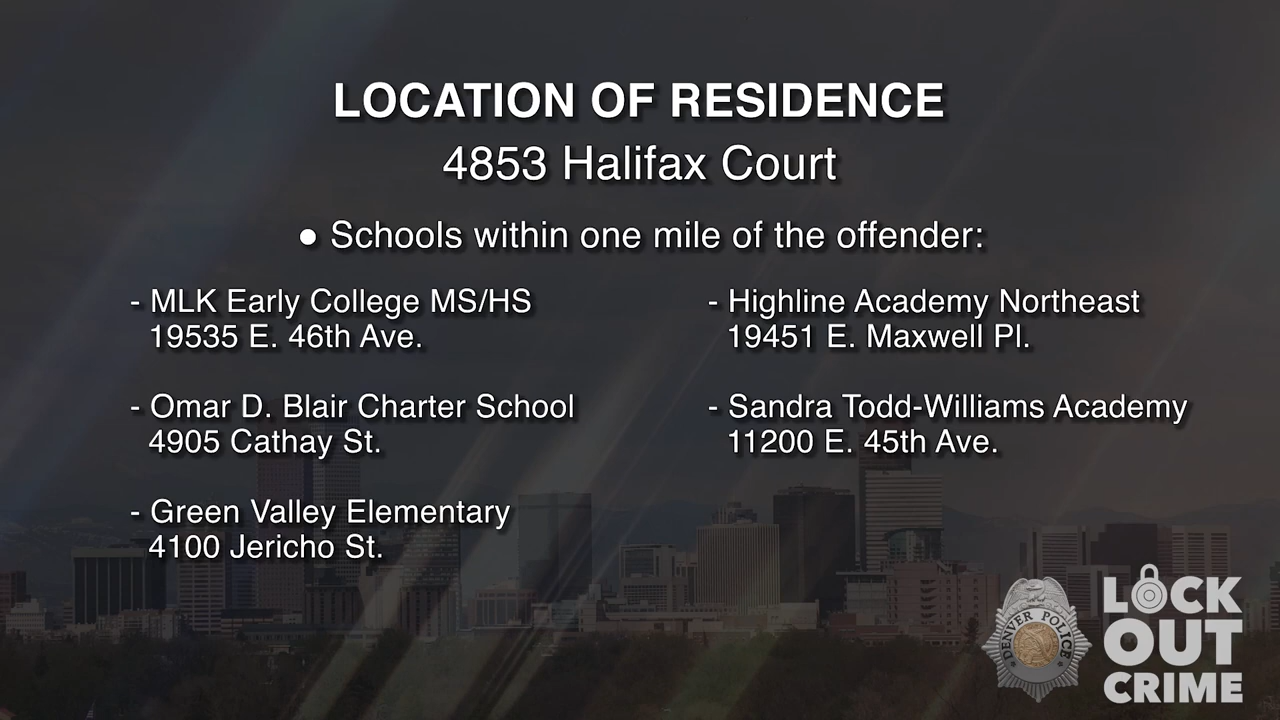 LOCATION OF RESIDENCE
4853 Halifax Court
● Schools within one mile of the offender:
- MLK Early College MS/HS
19535 E. 46th Ave.
- Omar D. Blair Charter School
4905 Cathay St.
- Green Valley Elementary
4100 Jericho St.
- Highline Academy Northeast
19451 E. Maxwell Pl.
- Sandra Todd-Williams Academy
11200 E. 45th Ave.
DENVER POLICE
LOCK
OUT
CRIME